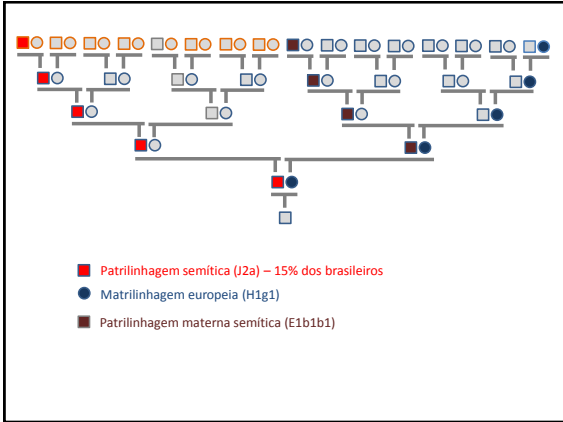 Patrilinhagem semítica (J2a) – 15% dos brasileiros
Matrilinhagem europeia (H1g1)
Patrilinhagem materna semítica (E1b1b1)